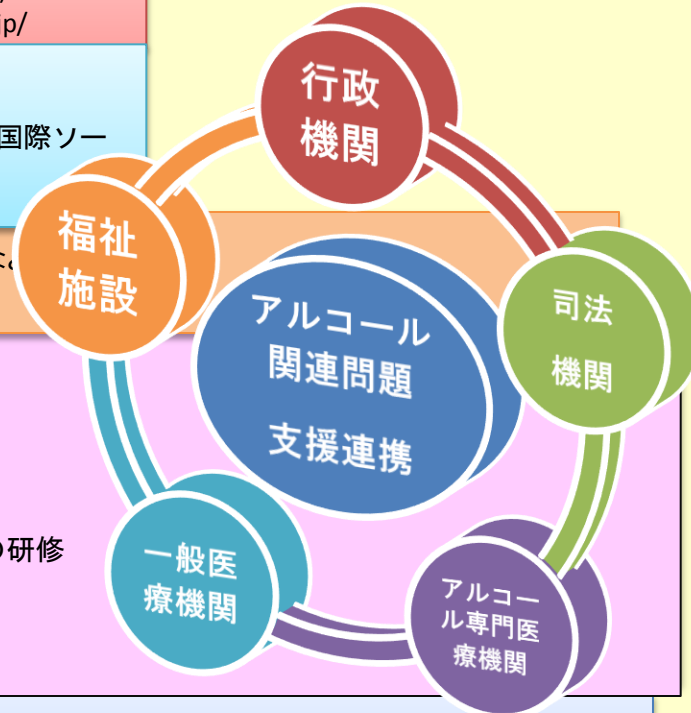 jp/
国際ソー
行政
機関
福祉
施設
アルコール
関連問題
支援連携
司法
機関
の研修
一般医
療機関
アルコー
ル専門医
療機関